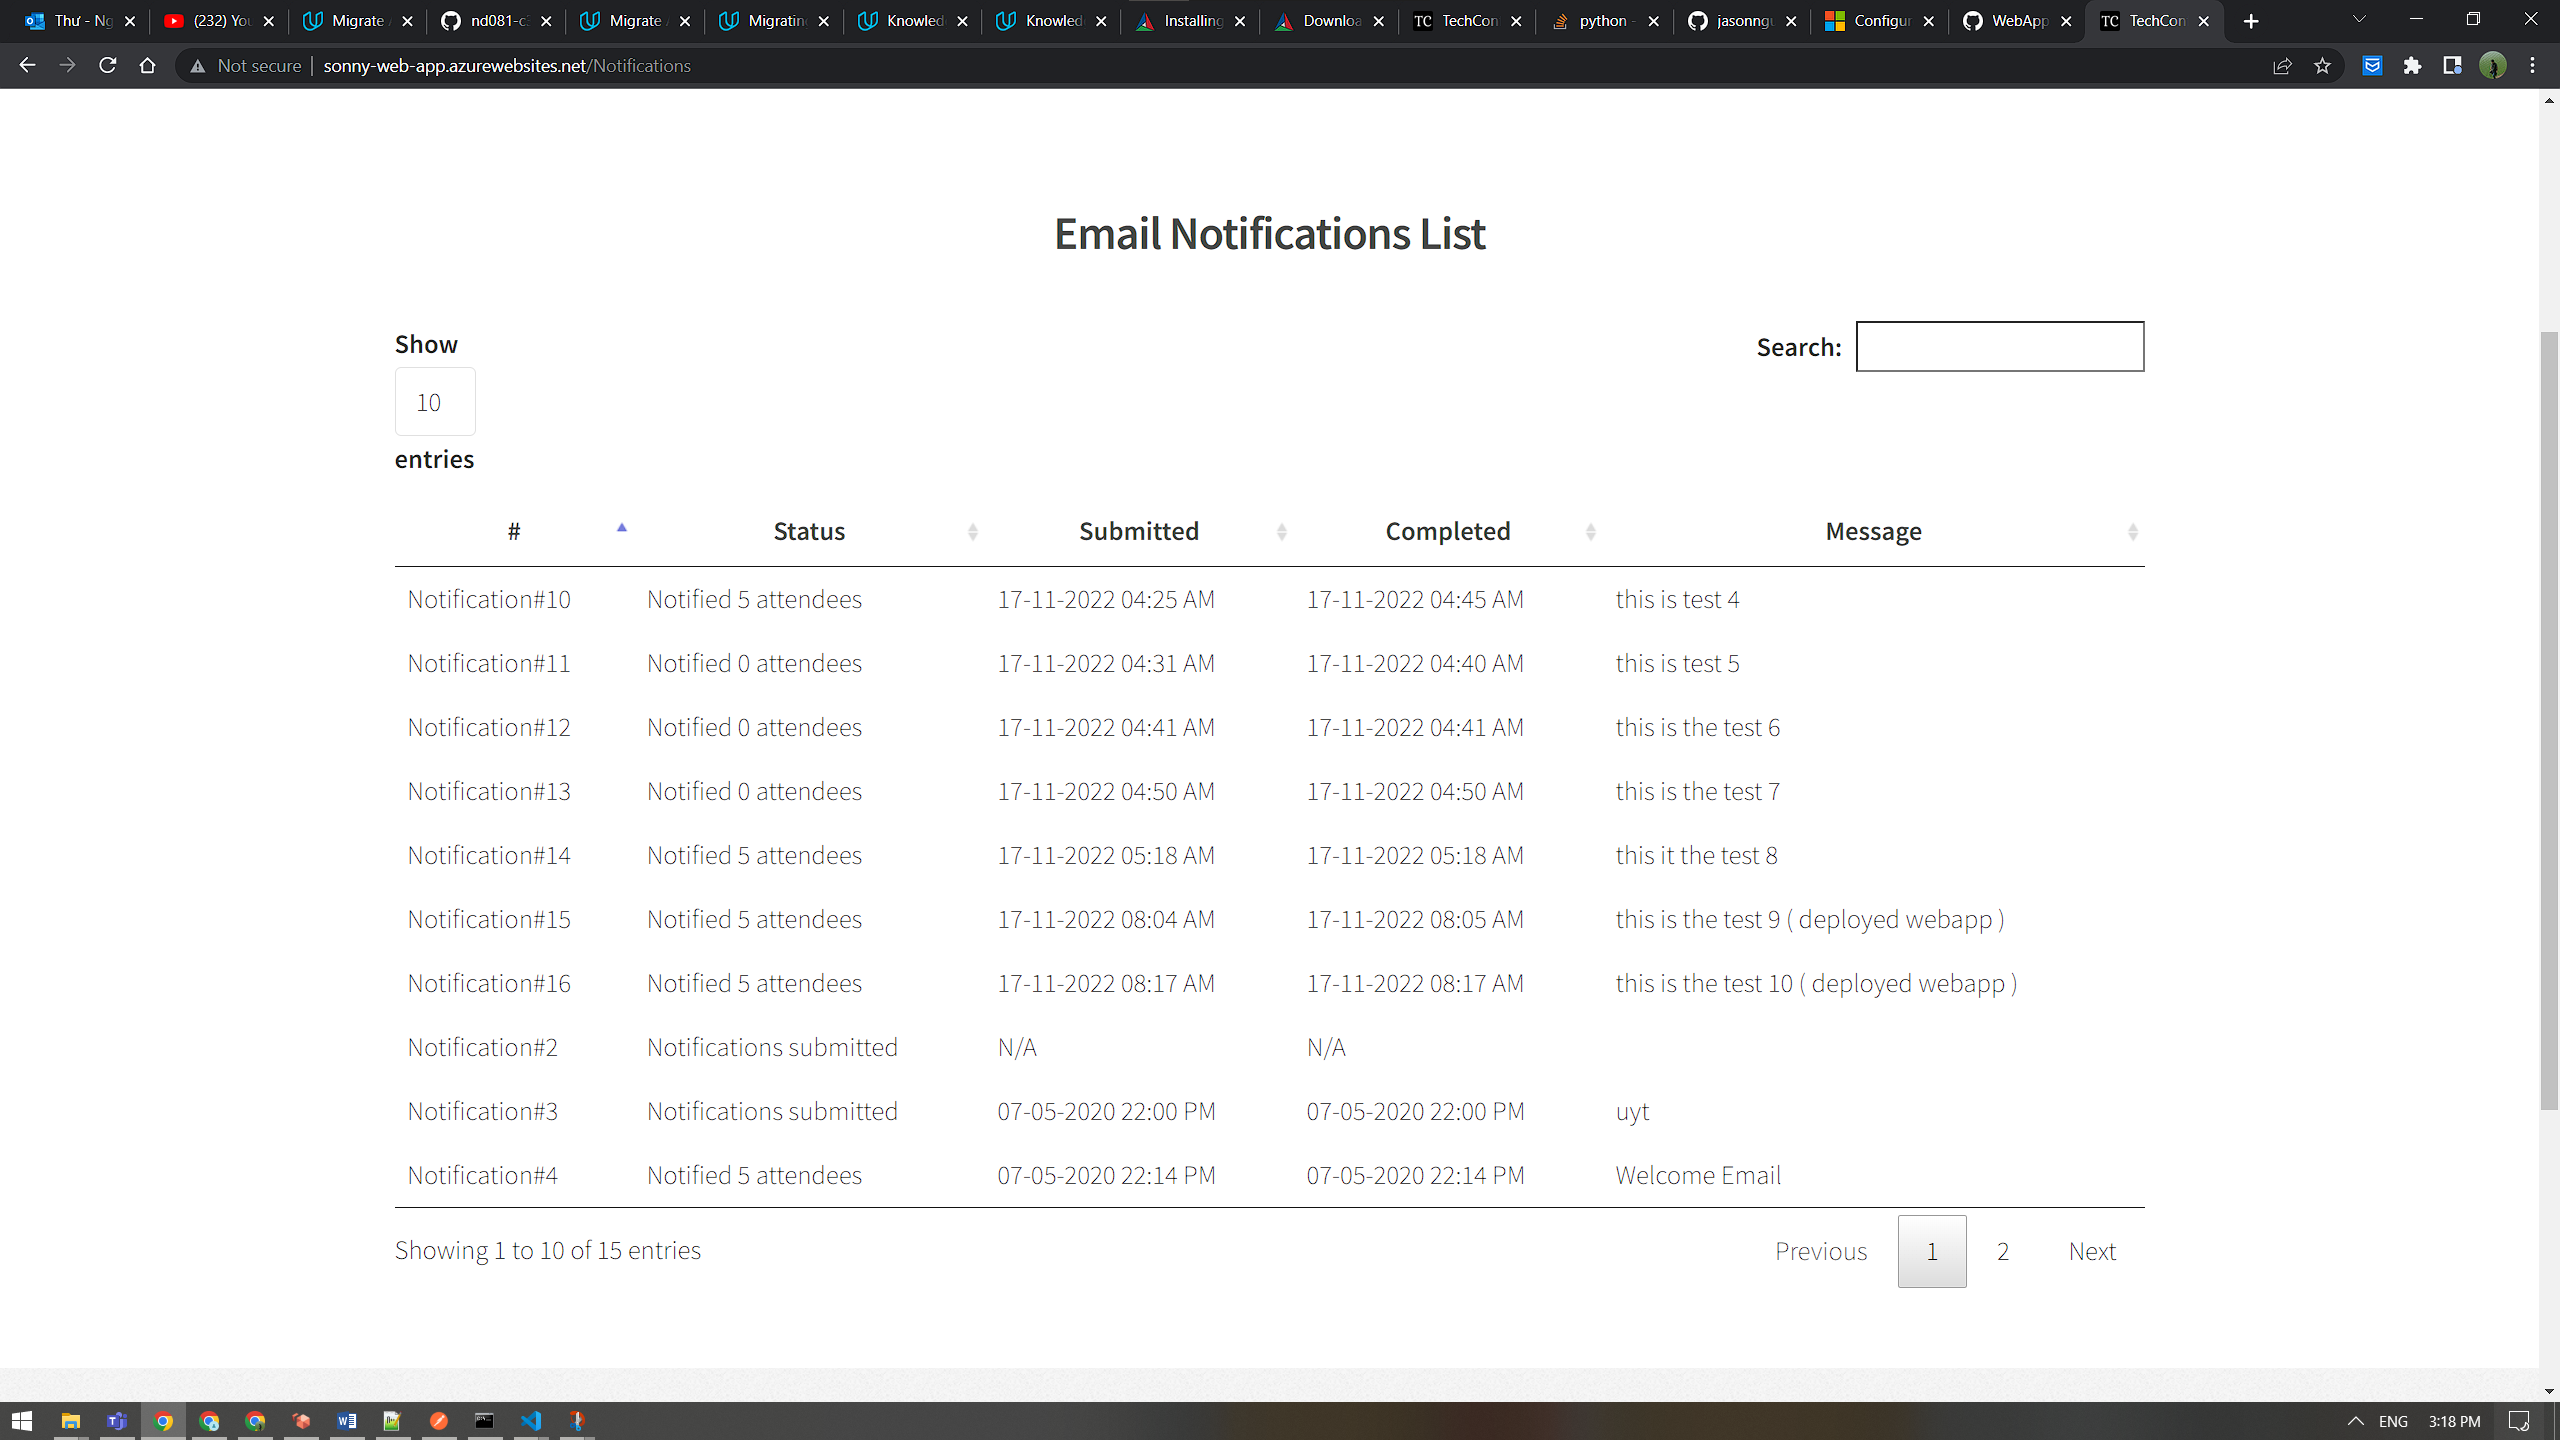 Thư - Ng (232) You Migrate A nd081-c3 Migrate A Migrating Knowled Knowled Installing Downloa TechCon python - jasonngu Configur WebApp TechCon
Not secure sonny-web-app.azurewebsites.net/Notifications
Email Notifications List
Show
10
entries
Search:
# Status Submitted Completed Message
Notification#10 Notified 5 attendees 17-11-2022 04:25 AM 17-11-2022 04:45 AM this is test 4
Notification#11 Notified 0 attendees 17-11-2022 04:31 AM 17-11-2022 04:40 AM this is test 5
Notification#12 Notified 0 attendees 17-11-2022 04:41 AM 17-11-2022 04:41 AM this is the test 6
Notification#13 Notified 0 attendees 17-11-2022 04:50 AM 17-11-2022 04:50 AM this is the test 7
Notification#14 Notified 5 attendees 17-11-2022 05:18 AM 17-11-2022 05:18 AM this it the test 8
Notification#15 Notified 5 attendees 17-11-2022 08:04 AM 17-11-2022 08:05 AM this is the test 9 ( deployed webapp )
Notification#16 Notified 5 attendees 17-11-2022 08:17 AM 17-11-2022 08:17 AM this is the test 10 ( deployed webapp )
Notification#2 Notifications submitted N/A N/A
Notification#3 Notifications submitted 07-05-2020 22:00 PM 07-05-2020 22:00 PM uyt
Notification#4 Notified 5 attendees 07-05-2020 22:14 PM 07-05-2020 22:14 PM Welcome Email
Showing 1 to 10 of 15 entries
Previous 1 2 Next
ENG 3:18 PM